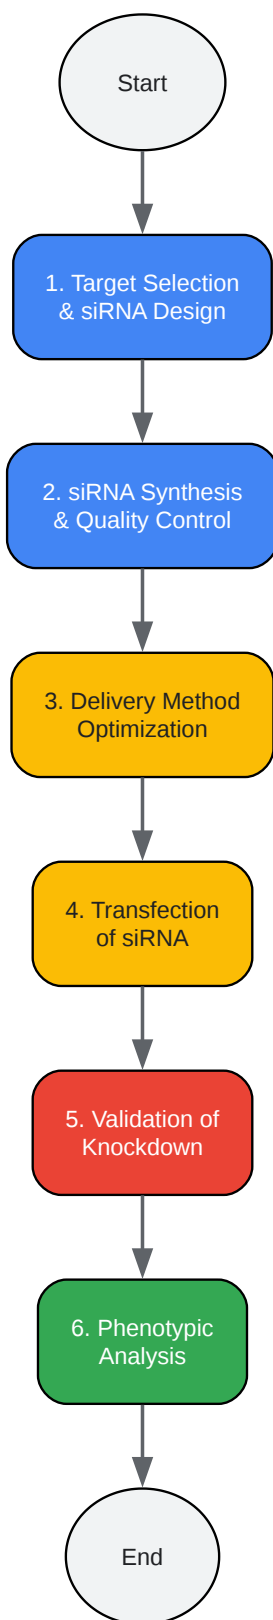 Start
1. Target Selection
& siRNA Design
2. siRNA Synthesis
& Quality Control
3. Delivery Method
Optimization
4. Transfection
of siRNA
5. Validation of
Knockdown
6. Phenotypic
Analysis
End